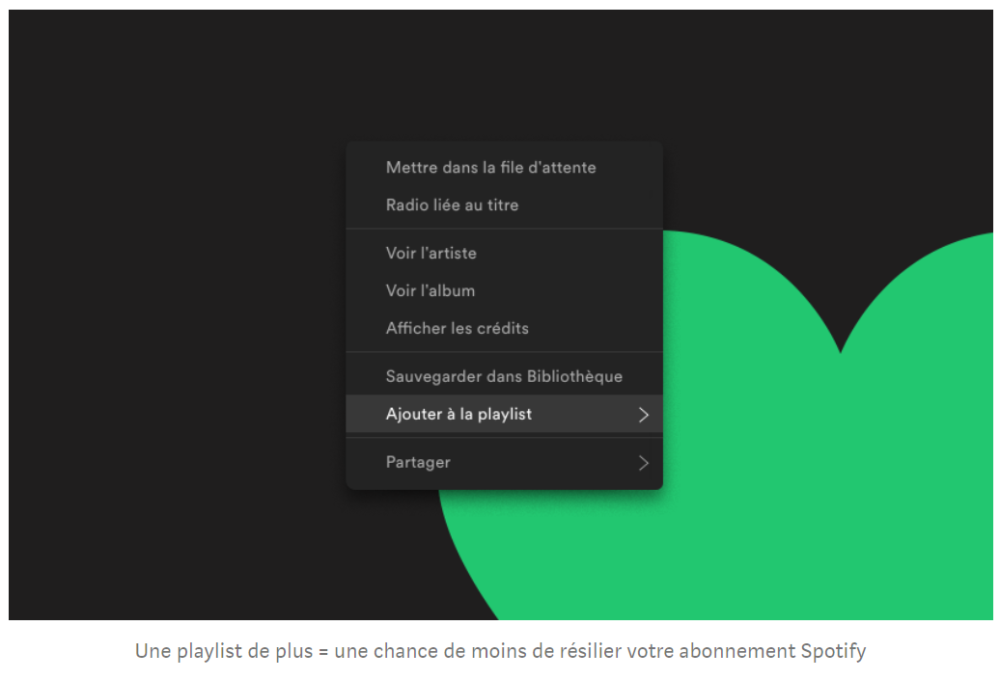 Mettre dans la file d'attente
Radio liée au titre
Voir l'artiste
Voir l'album
Afficher les crédits
Sauvegarder dans Bibliothèque
Ajouter à la playlist
Partager
Une playlist de plus = une chance de moins de résilier votre abonnement Spotify